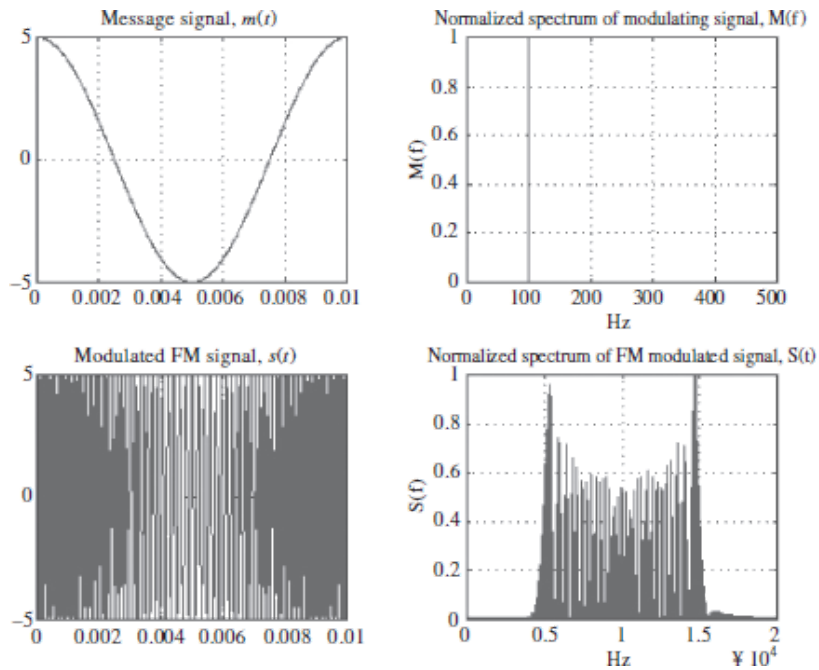 Message signal, m(t)
5
0
−5
0 0.002 0.004 0.006 0.008 0.01
Normalized spectrum of modulating signal, M(f)
M(f)
1
0.8
0.6
0.4
0.2
0
0 100 200 300 400 500
Hz
Modulated FM signal, s(t)
5
0
−5
0 0.002 0.004 0.006 0.008 0.01
Normalized spectrum of FM modulated signal, S(t)
S(f)
1
0.8
0.6
0.4
0.2
0
0 0.5 1 1.5 2
Hz
¥ 10⁴